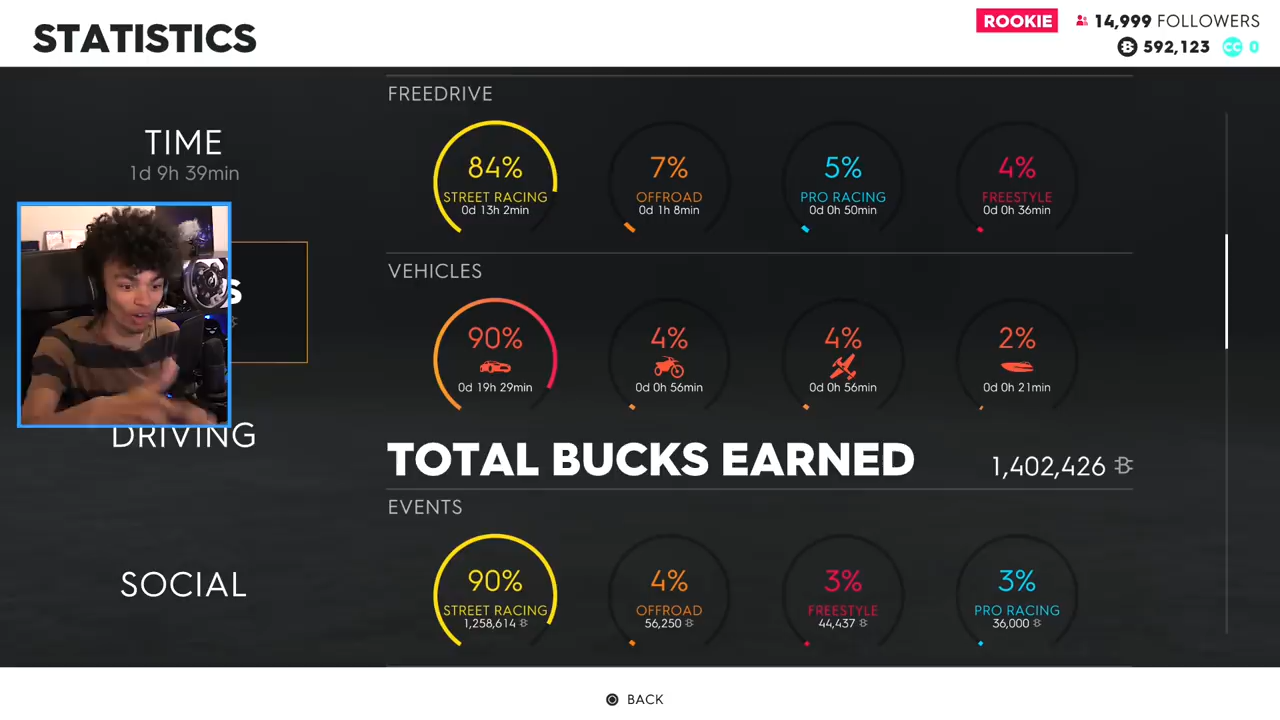 STATISTICS
ROOKIE 14,999 FOLLOWERS
592,123 CC 0
TIME
1d 9h 39min
S
DRIVING
SOCIAL
FREEDRIVE
84% 7% 5% 4%
STREET RACING OFFROAD PRO RACING FREESTYLE
0d 13h 2min 0d 1h 8min 0d 0h 50min 0d 0h 36min
VEHICLES
90% 4% 4% 2%
0d 19h 29min 0d 0h 56min 0d 0h 56min 0d 0h 21min
TOTAL BUCKS EARNED 1,402,426
EVENTS
90% 4% 3% 3%
STREET RACING OFFROAD FREESTYLE PRO RACING
1,258,614 56,250 44,437 36,000
BACK